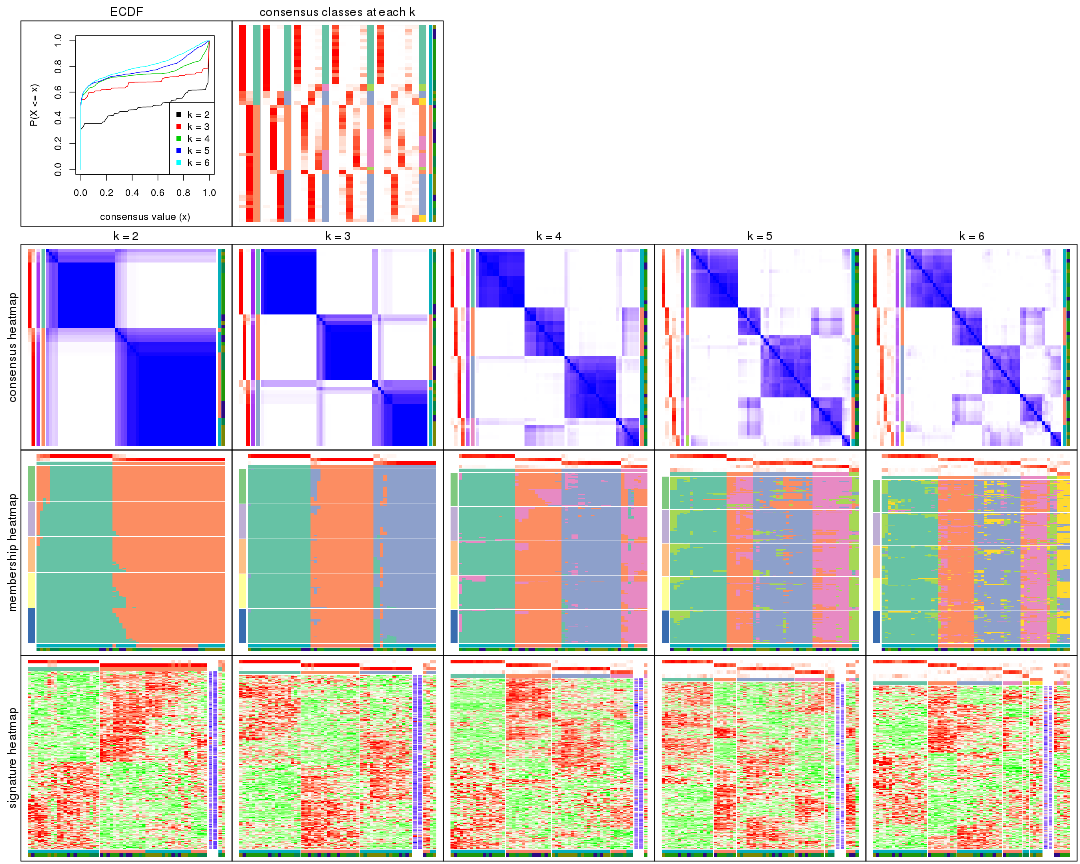 ECDF
consensus classes at each k
P(X <= x)
0.0 0.2 0.4 0.6 0.8 1.0
k = 2
k = 3
k = 4
k = 5
k = 6
0.0 0.2 0.4 0.6 0.8 1.0
consensus value (x)
k = 2
k = 3
k = 4
k = 5
k = 6
consensus heatmap
membership heatmap
signature heatmap